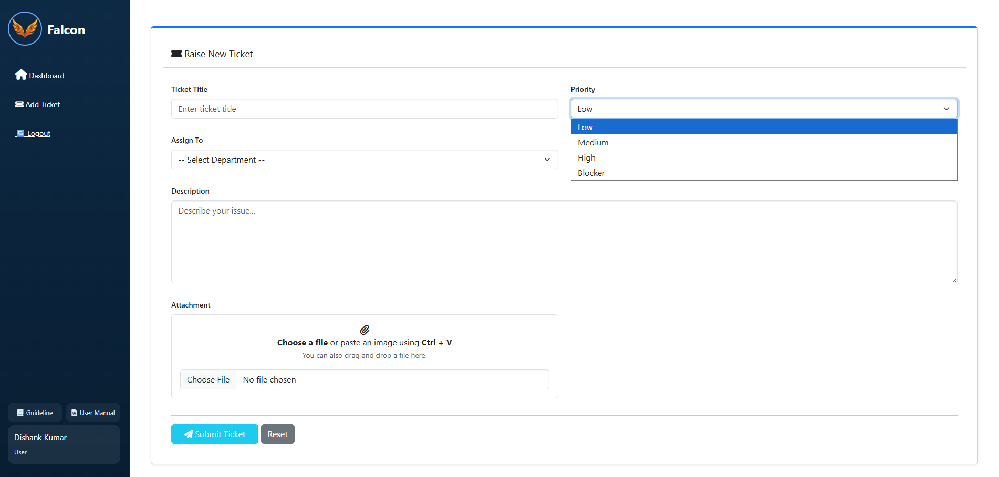 Falcon
Dashboard
Add Ticket
Logout
Guideline
User Manual
Dishank Kumar
User
Raise New Ticket
Ticket Title
Enter ticket title
Priority
Low
Low
Medium
High
Blocker
Assign To
-- Select Department --
Description
Describe your issue...
Attachment
Choose a file or paste an image using Ctrl + V
You can also drag and drop a file here.
Choose File No file chosen
Submit Ticket
Reset